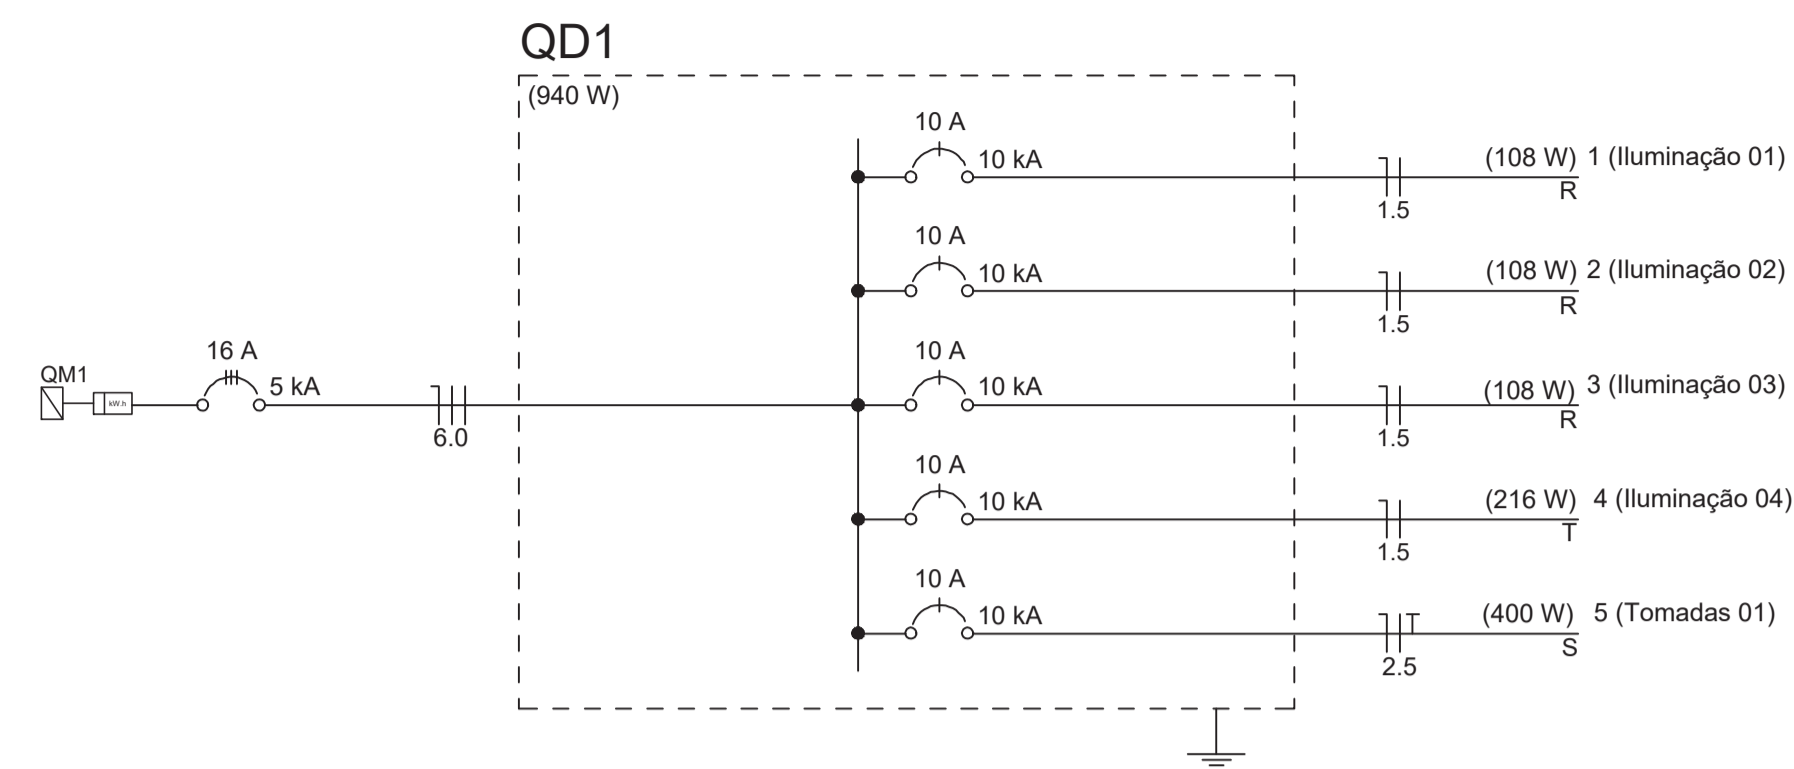 QD1
(940 W)
10 A
10 kA
(108 W) 1 (Iluminação 01)
R
1.5
10 A
10 kA
(108 W) 2 (Iluminação 02)
R
1.5
QM1
kW.h
16 A
5 kA
6.0
10 A
10 kA
(108 W) 3 (Iluminação 03)
R
1.5
10 A
10 kA
(216 W) 4 (Iluminação 04)
T
1.5
10 A
10 kA
(400 W) 5 (Tomadas 01)
S
2.5